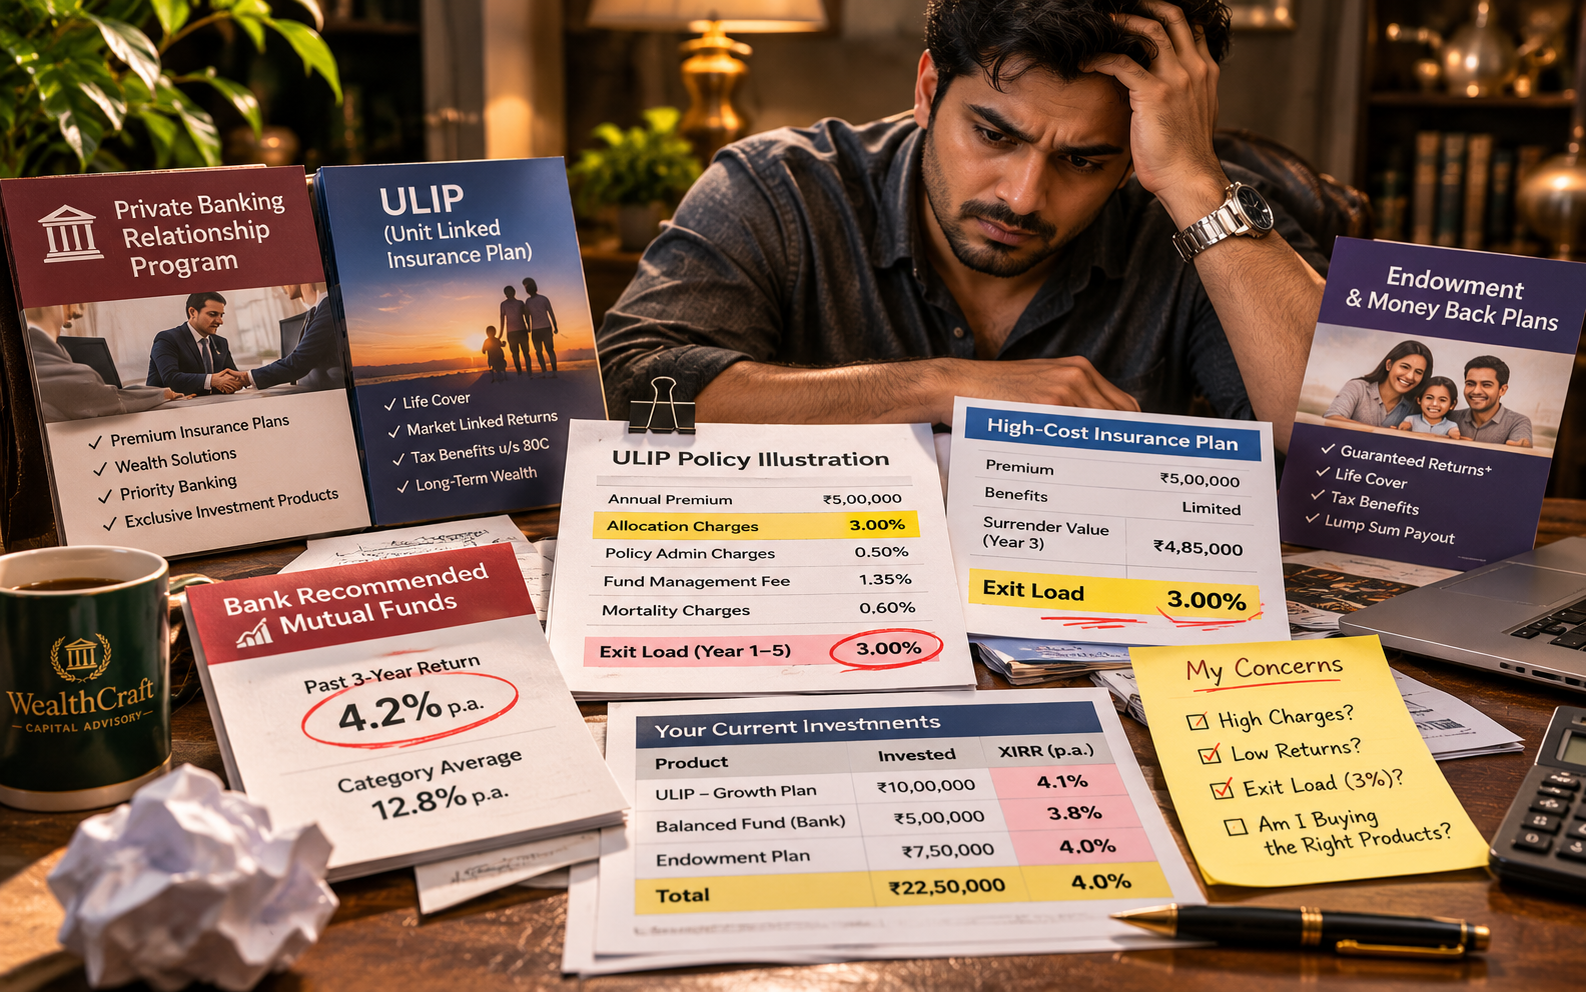 Private Banking
Relationship
Program
✓ Premium Insurance Plans
✓ Wealth Solutions
✓ Priority Banking
✓ Exclusive Investment Products
ULIP
(Unit Linked
Insurance Plan)
✓ Life Cover
✓ Market Linked Returns
✓ Tax Benefits u/s 80C
✓ Long-Term Wealth
Endowment
& Money Back Plans
✓ Guaranteed Returns+
✓ Life Cover
✓ Tax Benefits
✓ Lump Sum Payout
ULIP Policy Illustration
Annual Premium ₹5,00,000
Allocation Charges 3.00%
Policy Admin Charges 0.50%
Fund Management Fee 1.35%
Mortality Charges 0.60%
Exit Load (Year 1–5) 3.00%
High-Cost Insurance Plan
Premium ₹5,00,000
Benefits Limited
Surrender Value
(Year 3) ₹4,85,000
Exit Load 3.00%
Bank Recommended
Mutual Funds
Past 3-Year Return
4.2% p.a.
Category Average
12.8% p.a.
WealthCraft
CAPITAL ADVISORY
Your Current Investments
Product Invested XIRR (p.a.)
ULIP – Growth Plan ₹10,00,000 4.1%
Balanced Fund (Bank) ₹5,00,000 3.8%
Endowment Plan ₹7,50,000 4.0%
Total ₹22,50,000 4.0%
My Concerns
☑ High Charges?
☑ Low Returns?
☑ Exit Load (3%)?
☐ Am I Buying
the Right Products?